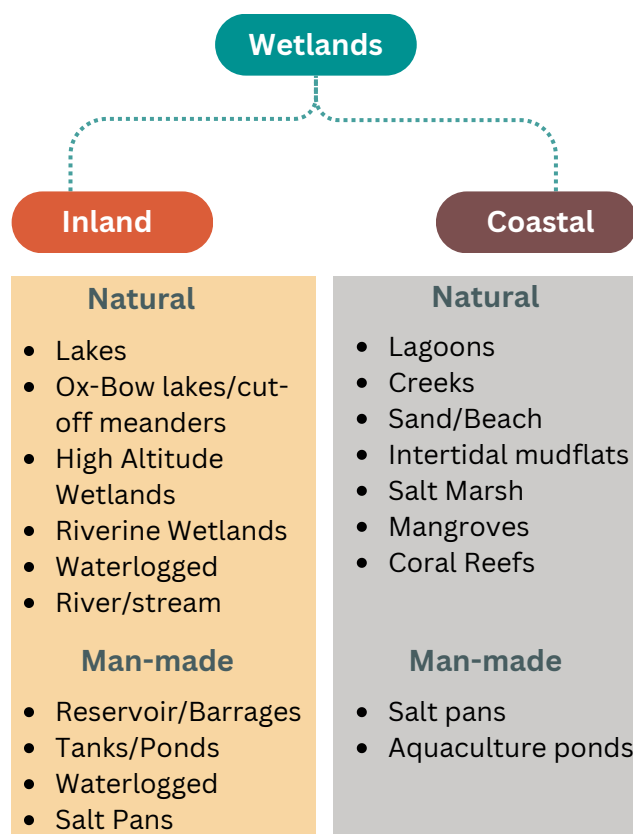 Wetlands
Inland
Natural
• Lakes
• Ox-Bow lakes/cut-
off meanders
• High Altitude
Wetlands
• Riverine Wetlands
• Waterlogged
• River/stream
Man-made
• Reservoir/Barrages
• Tanks/Ponds
• Waterlogged
• Salt Pans
Coastal
Natural
• Lagoons
• Creeks
• Sand/Beach
• Intertidal mudflats
• Salt Marsh
• Mangroves
• Coral Reefs
Man-made
• Salt pans
• Aquaculture ponds